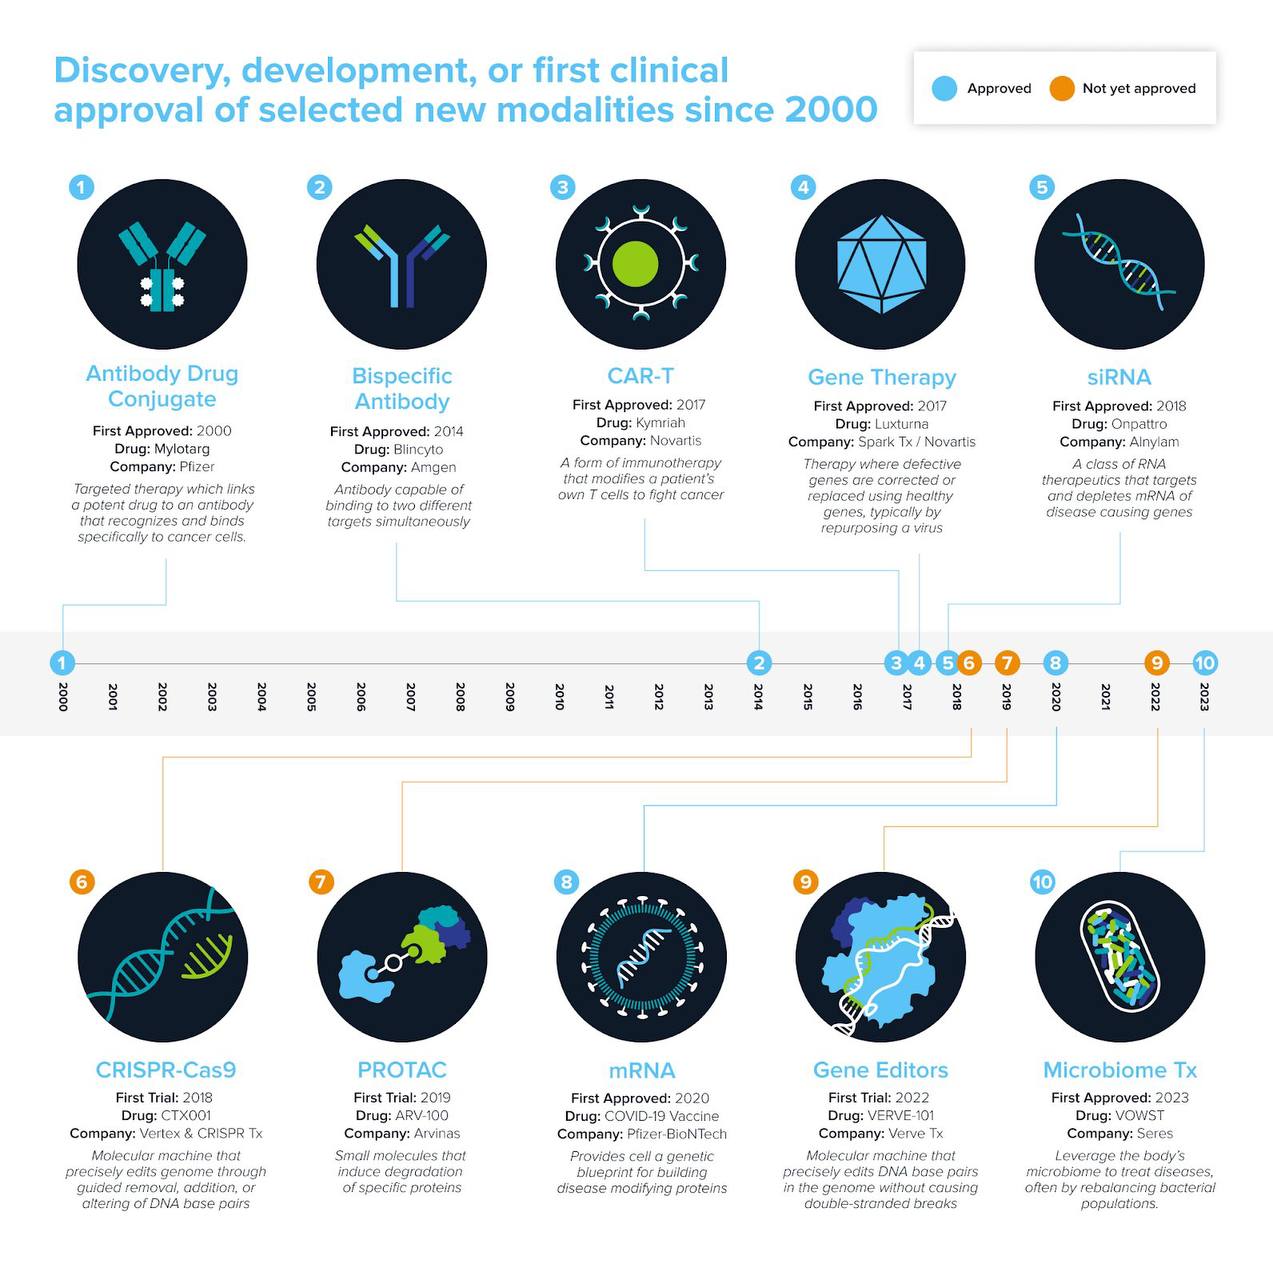 Discovery, development, or first clinical
approval of selected new modalities since 2000
Approved
Not yet approved
1
Antibody Drug
Conjugate
First Approved: 2000
Drug: Mylotarg
Company: Pfizer
Targeted therapy which links
a potent drug to an antibody
that recognizes and binds
specifically to cancer cells.
2
Bispecific
Antibody
First Approved: 2014
Drug: Blincyto
Company: Amgen
Antibody capable of
binding to two different
targets simultaneously
3
CAR-T
First Approved: 2017
Drug: Kymriah
Company: Novartis
A form of immunotherapy
that modifies a patient's
own T cells to fight cancer
4
Gene Therapy
First Approved: 2017
Drug: Luxturna
Company: Spark Tx / Novartis
Therapy where defective
genes are corrected or
replaced using healthy
genes, typically by
repurposing a virus
5
siRNA
First Approved: 2018
Drug: Onpattro
Company: Alnylam
A class of RNA
therapeutics that targets
and depletes mRNA of
disease causing genes
1 2 3 4 5 6 7 8 9 10
2000 2001 2002 2003 2004 2005 2006 2007 2008 2009 2010 2011 2012 2013 2014 2015 2016 2017 2018 2019 2020 2021 2022 2023
6
CRISPR-Cas9
First Trial: 2018
Drug: CTX001
Company: Vertex & CRISPR Tx
Molecular machine that
precisely edits genome through
guided removal, addition, or
altering of DNA base pairs
7
PROTAC
First Trial: 2019
Drug: ARV-100
Company: Arvinas
Small molecules that
induce degradation
of specific proteins
8
mRNA
First Approved: 2020
Drug: COVID-19 Vaccine
Company: Pfizer-BioNTech
Provides cell a genetic
blueprint for building
disease modifying proteins
9
Gene Editors
First Trial: 2022
Drug: VERVE-101
Company: Verve Tx
Molecular machine that
precisely edits DNA base pairs
in the genome without causing
double-stranded breaks
10
Microbiome Tx
First Approved: 2023
Drug: VOWST
Company: Seres
Leverage the body's
microbiome to treat diseases,
often by rebalancing bacterial
populations.